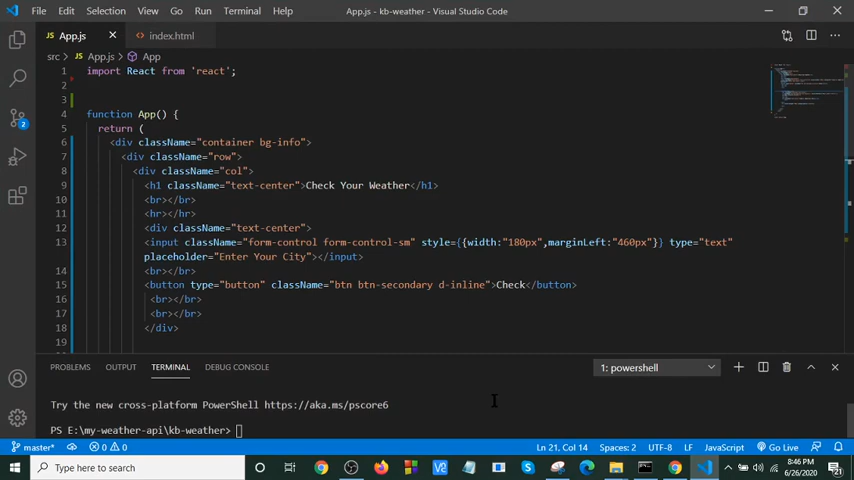 File Edit Selection View Go Run Terminal Help App.js - kb-weather - Visual Studio Code
JS App.js index.html
src > JS App.js > App
1 import React from 'react';
2
3
4 function App() {
5 return (
6 <div className="container bg-info">
7 <div className="row">
8 <div className="col">
9 <h1 className="text-center">Check Your Weather</h1>
10 <br></br>
11 <hr></hr>
12 <div className="text-center">
13 <input className="form-control form-control-sm" style={{width:"180px",marginLeft:"460px"}} type="text"
placeholder="Enter Your City"></input>
14 <br></br>
15 <button type="button" className="btn btn-secondary d-inline">Check</button>
16 <br></br>
17 <br></br>
18 </div>
19
2
PROBLEMS OUTPUT TERMINAL DEBUG CONSOLE 1: powershell
Try the new cross-platform PowerShell https://aka.ms/pscore6
PS E:\my-weather-api\kb-weather>
master* 0 0 Ln 21, Col 14 Spaces: 2 UTF-8 LF JavaScript Go Live
Type here to search
8:46 PM
6/26/2020
21